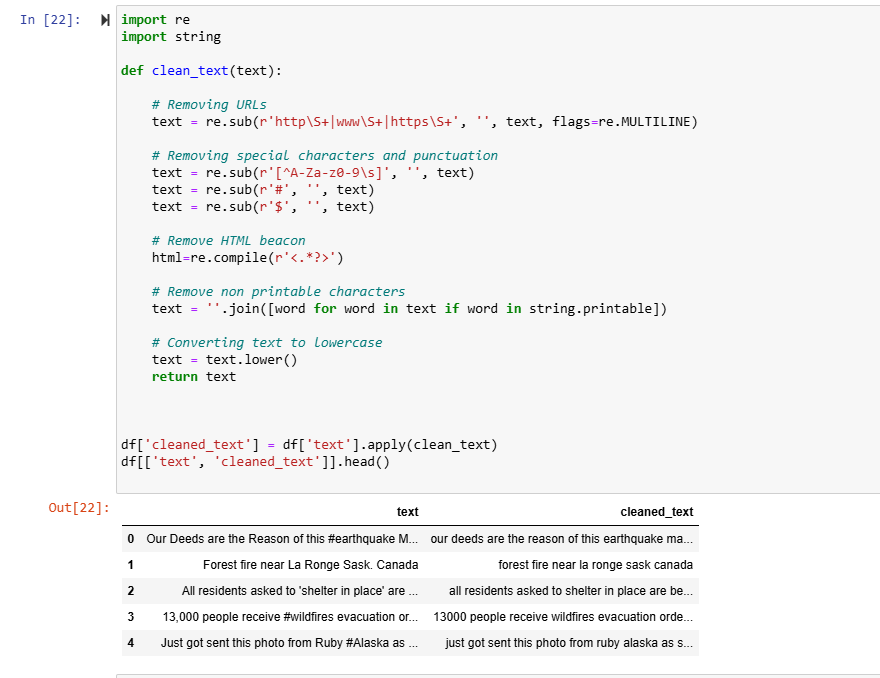 In [22]:
import re
import string
def clean_text(text):
# Removing URLs
text = re.sub(r'http\S+|www\S+|https\S+', '', text, flags=re.MULTILINE)
# Removing special characters and punctuation
text = re.sub(r'[^A-Za-z0-9\s]', '', text)
text = re.sub(r'#', '', text)
text = re.sub(r'$', '', text)
# Remove HTML beacon
html=re.compile(r'<.*?>')
# Remove non printable characters
text = ''.join([word for word in text if word in string.printable])
# Converting text to lowercase
text = text.lower()
return text
df['cleaned_text'] = df['text'].apply(clean_text)
df[['text', 'cleaned_text']].head()
Out[22]:
text cleaned_text
0 Our Deeds are the Reason of this #earthquake M... our deeds are the reason of this earthquake ma...
1 Forest fire near La Ronge Sask. Canada forest fire near la ronge sask canada
2 All residents asked to 'shelter in place' are ... all residents asked to shelter in place are be...
3 13,000 people receive #wildfires evacuation or... 13000 people receive wildfires evacuation orde...
4 Just got sent this photo from Ruby #Alaska as ... just got sent this photo from ruby alaska as s...